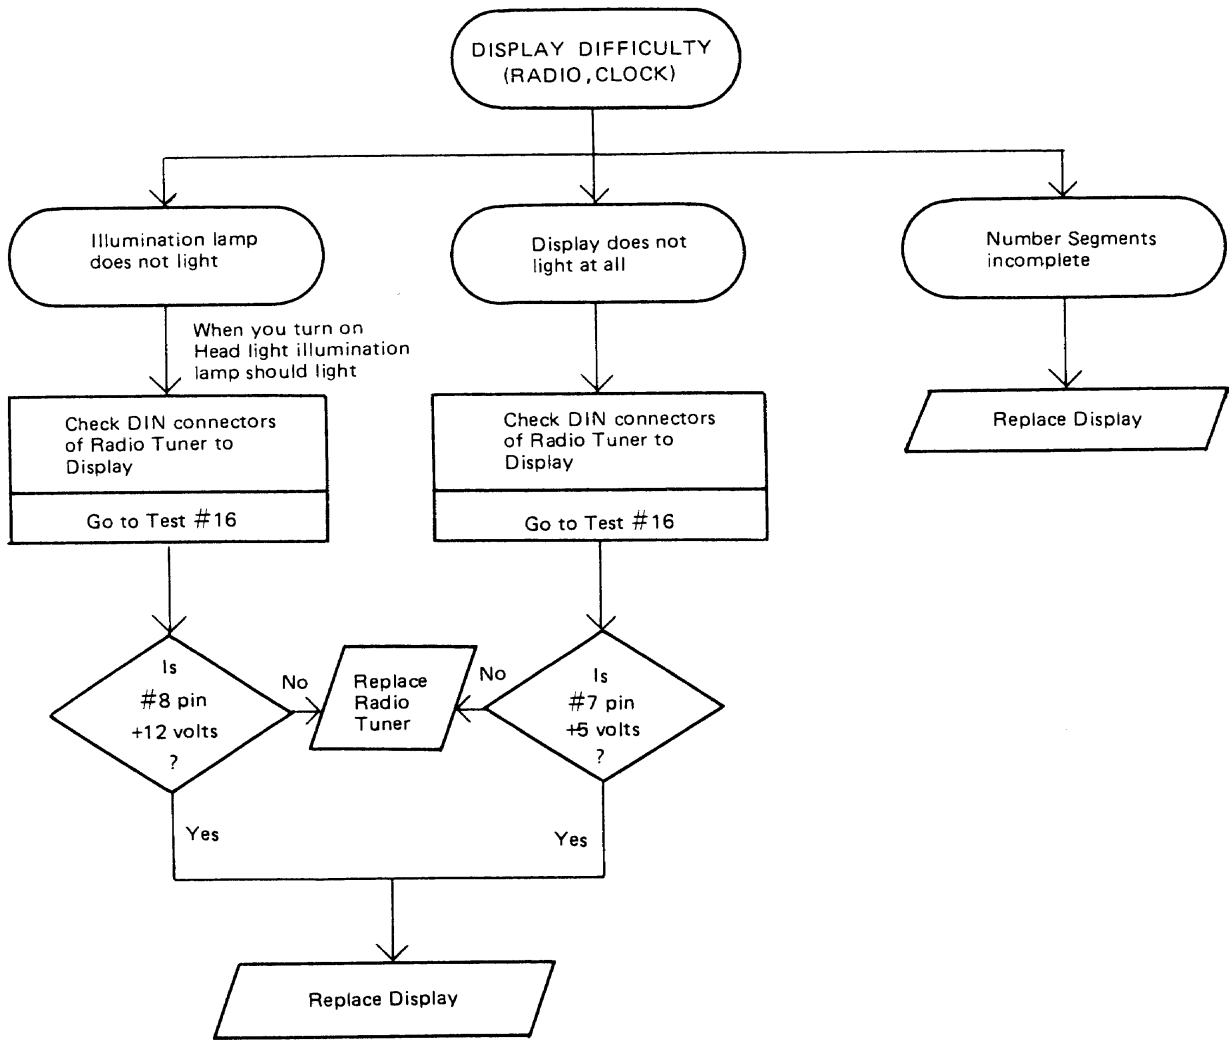 DISPLAY DIFFICULTY
(RADIO, CLOCK)
Illumination lamp
does not light
Display does not
light at all
Number Segments
incomplete
When you turn on
Head light illumination
lamp should light
Check DIN connectors
of Radio Tuner to
Display
Go to Test #16
Check DIN connectors
of Radio Tuner to
Display
Go to Test #16
Replace Display
Is
#8 pin
+12 volts
?
No
Replace
Radio
Tuner
No
Is
#7 pin
+5 volts
?
Yes
Yes
Replace Display